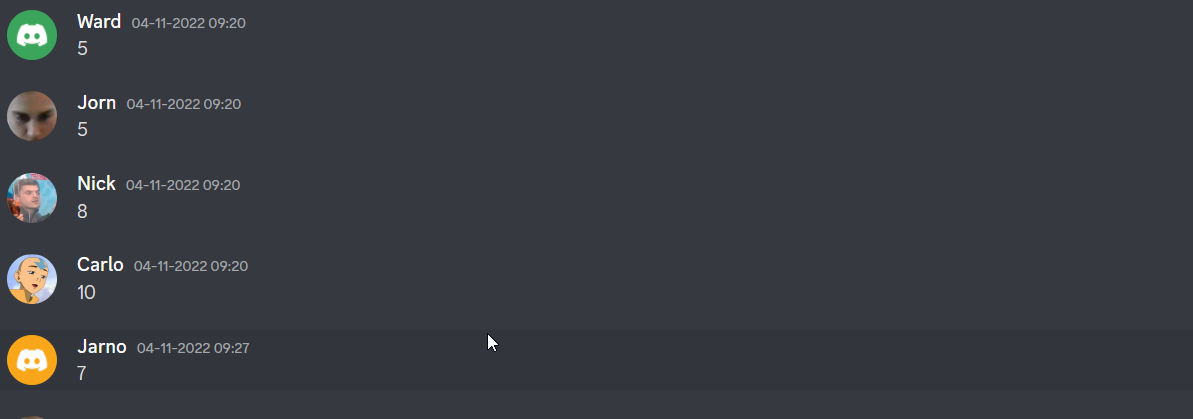 Ward 04-11-2022 09:20
5
Jorn 04-11-2022 09:20
5
Nick 04-11-2022 09:20
8
Carlo 04-11-2022 09:20
10
Jarno 04-11-2022 09:27
7